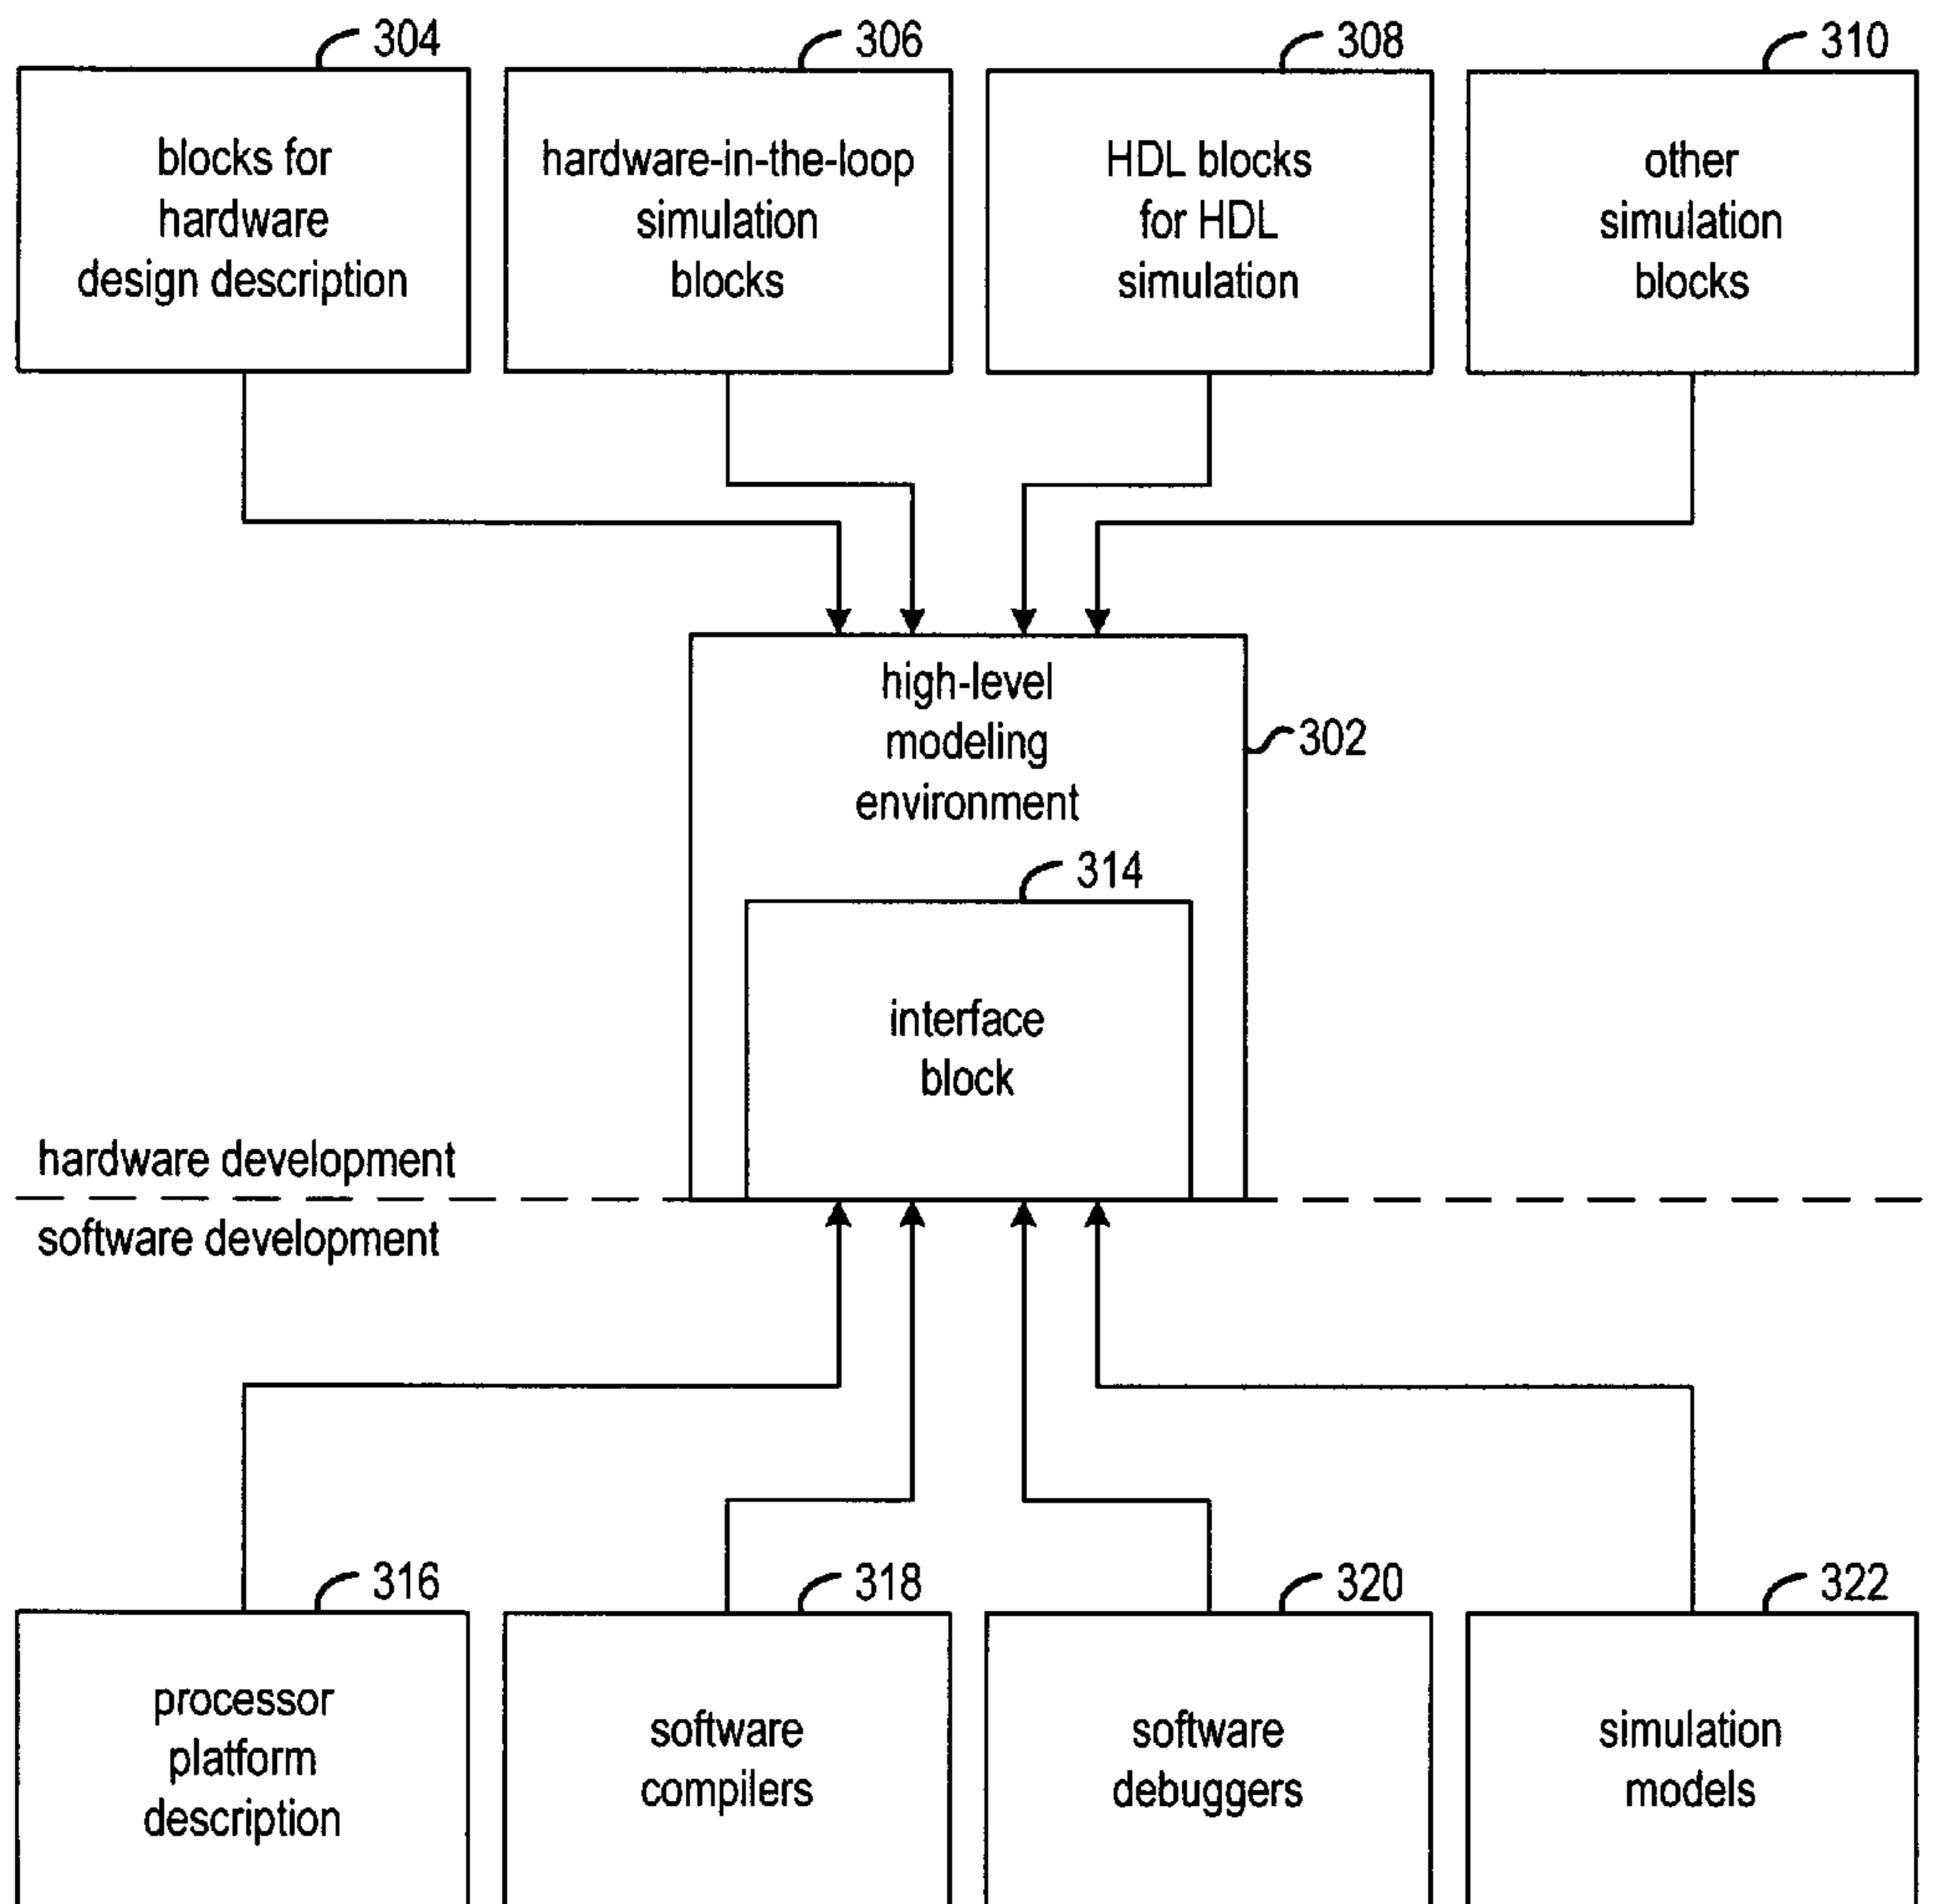 304
306
308
310
blocks for
hardware
design description
hardware-in-the-loop
simulation
blocks
HDL blocks
for HDL
simulation
other
simulation
blocks
high-level
modeling
environment
302
314
interface
block
hardware development
software development
316
318
320
322
processor
platform
description
software
compilers
software
debuggers
simulation
models